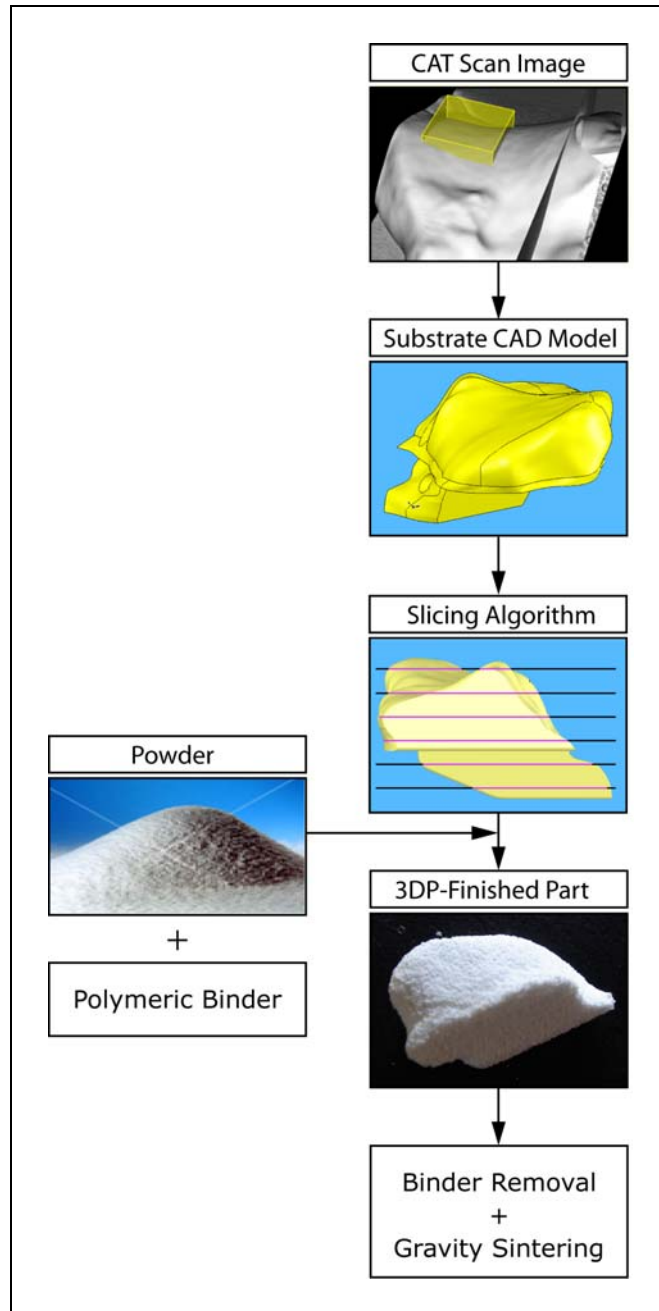 CAT Scan Image
Substrate CAD Model
Slicing Algorithm
Powder
+
Polymeric Binder
3DP-Finished Part
Binder Removal
+
Gravity Sintering